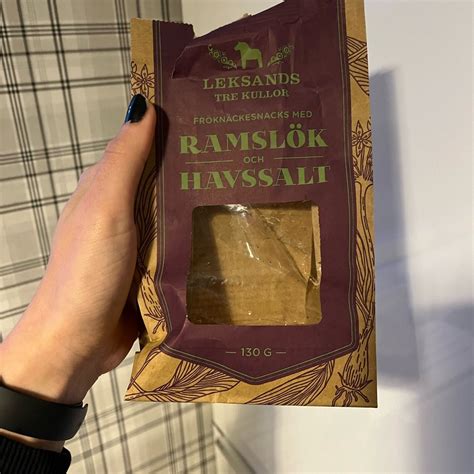 LEKSANDS
TRE KULLOR
FRÖKNÄCKESNACKS MED
RAMSLÖK
OCH
HAVSSALT
130 G